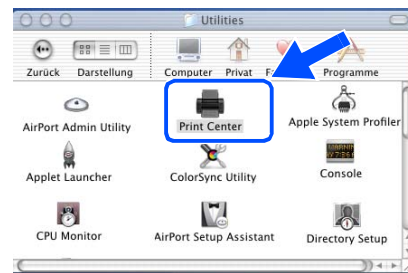 Utilities
Zurück Darstellung Computer Privat Programme
AirPort Admin Utility Print Center Apple System Profiler
Applet Launcher ColorSync Utility Console
CPU Monitor AirPort Setup Assistant Directory Setup